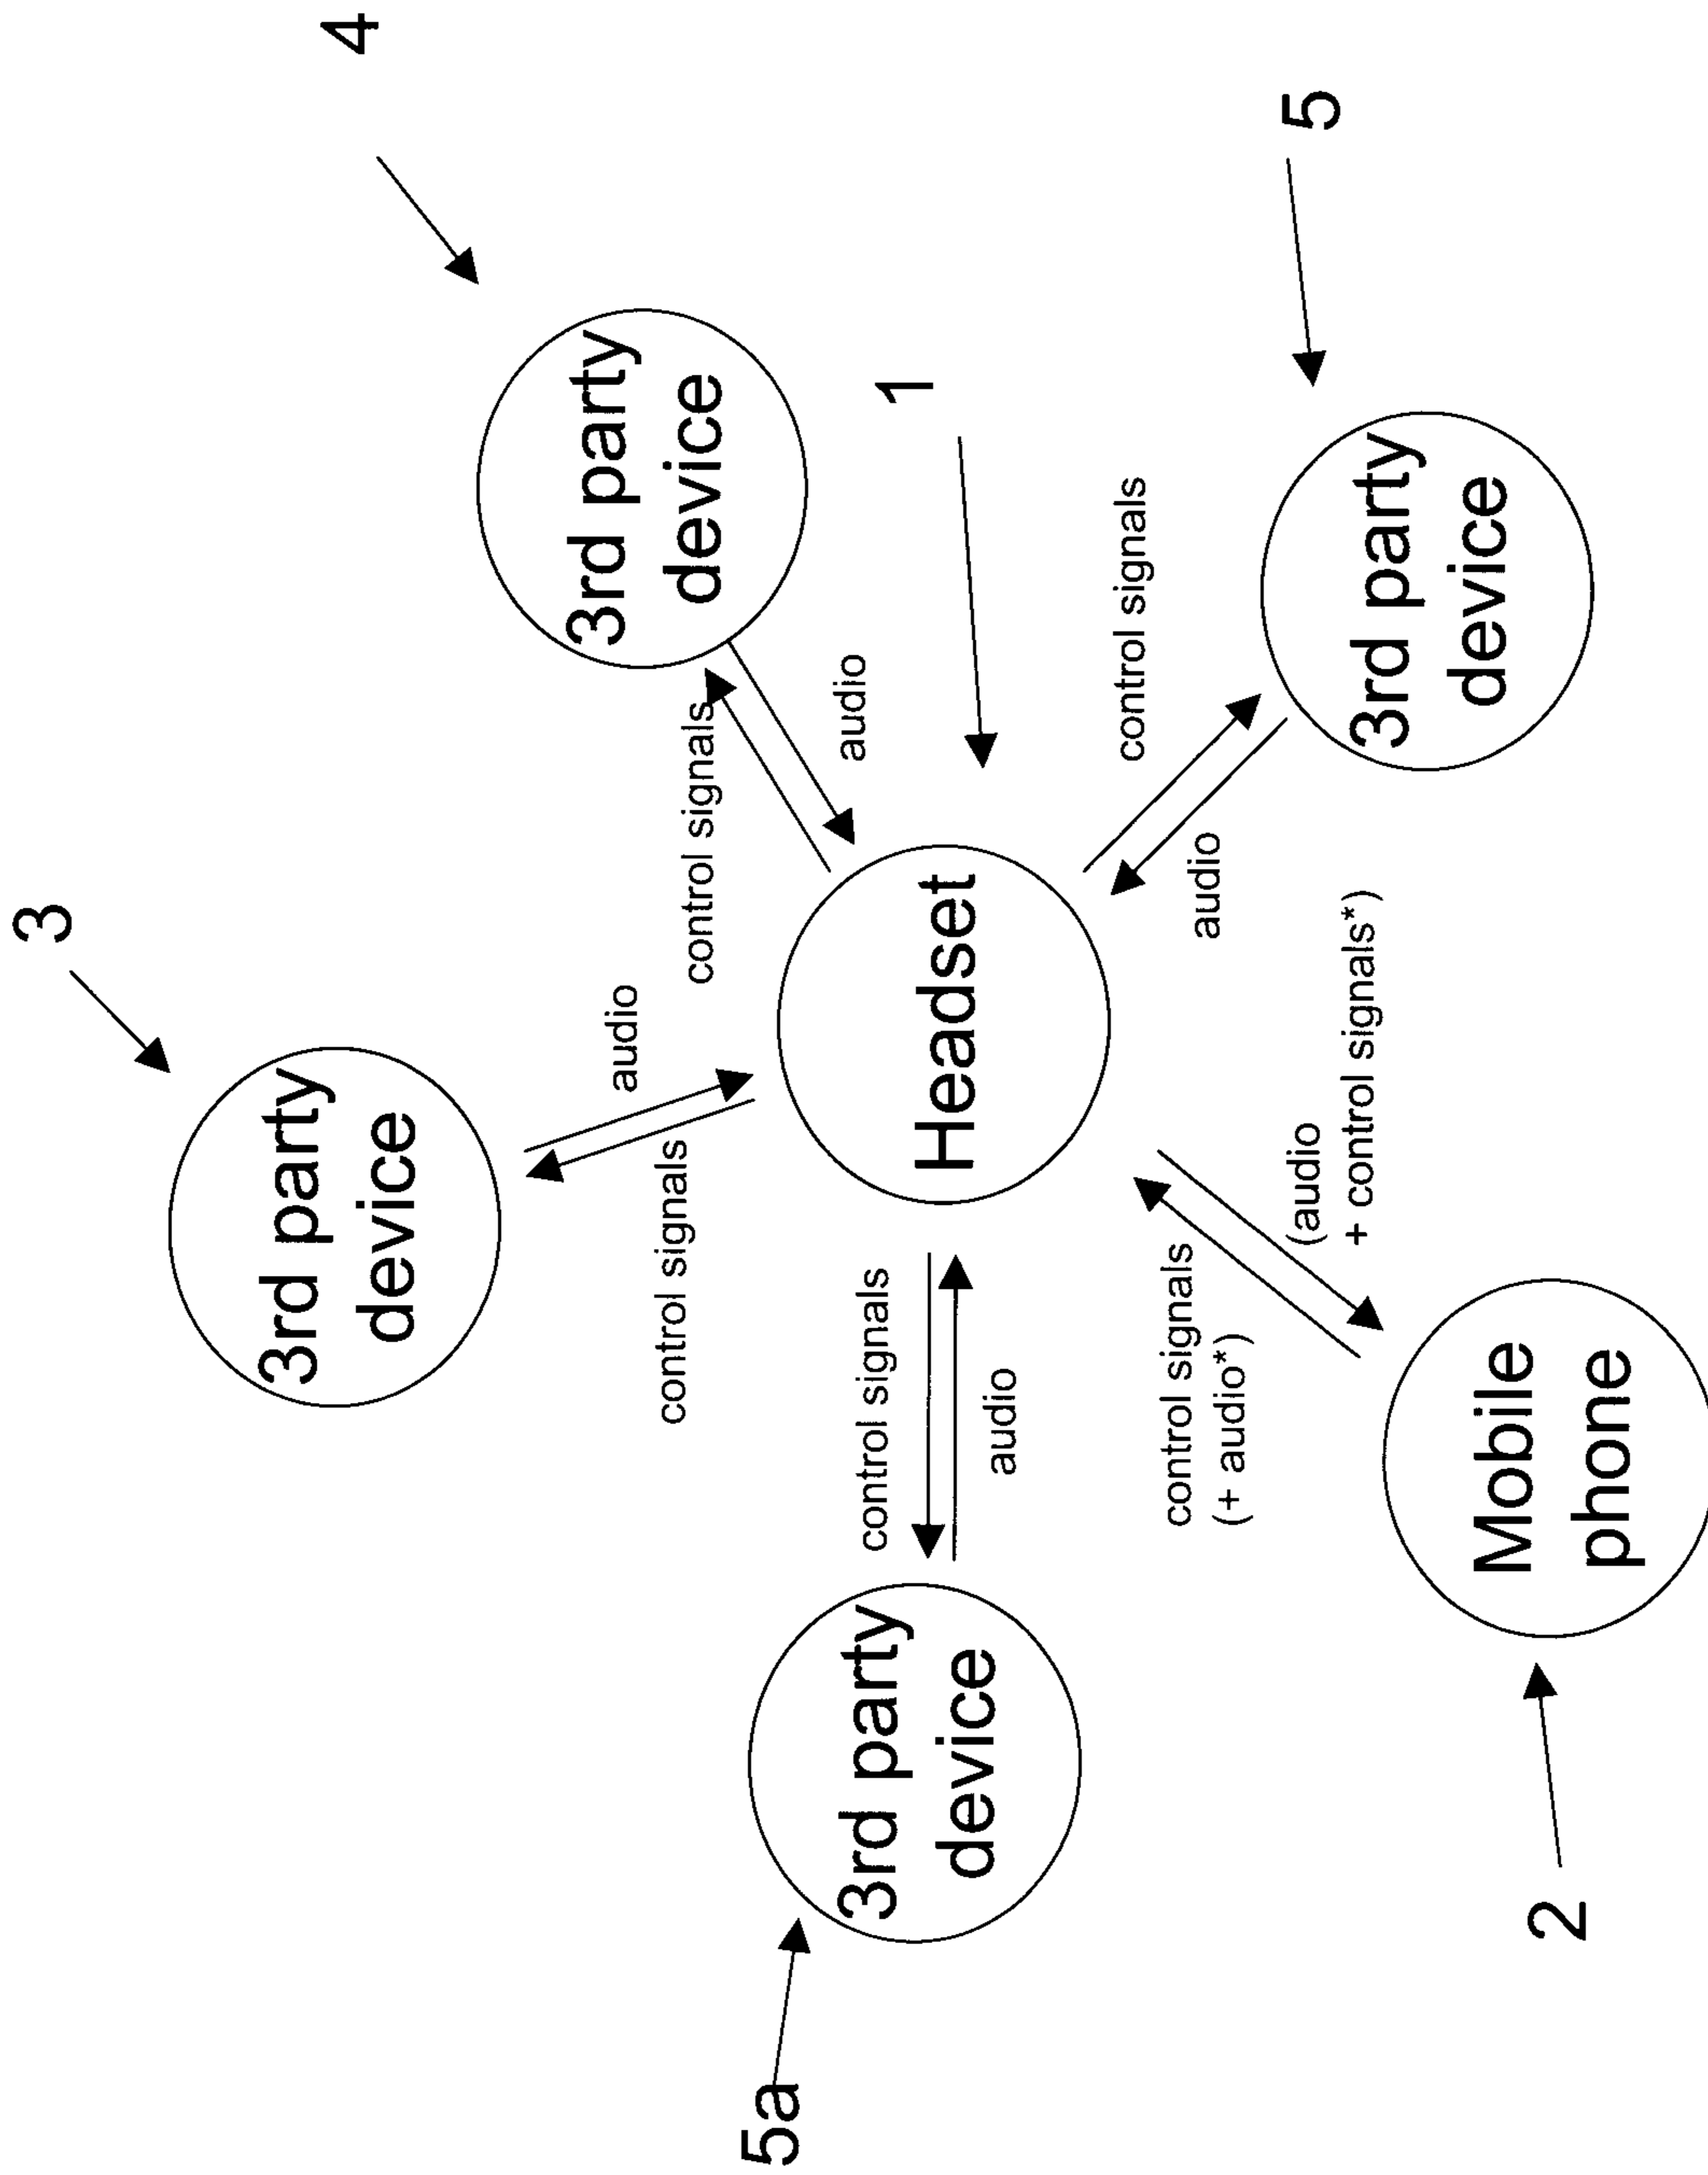 3
4
3rd party
device
3rd party
device
audio
control signals
control signals
audio
1
5a
3rd party
device
control signals
audio
Headset
control signals
audio
5
3rd party
device
control signals
(+ audio*)
(audio
+ control signals*)
2
Mobile
phone